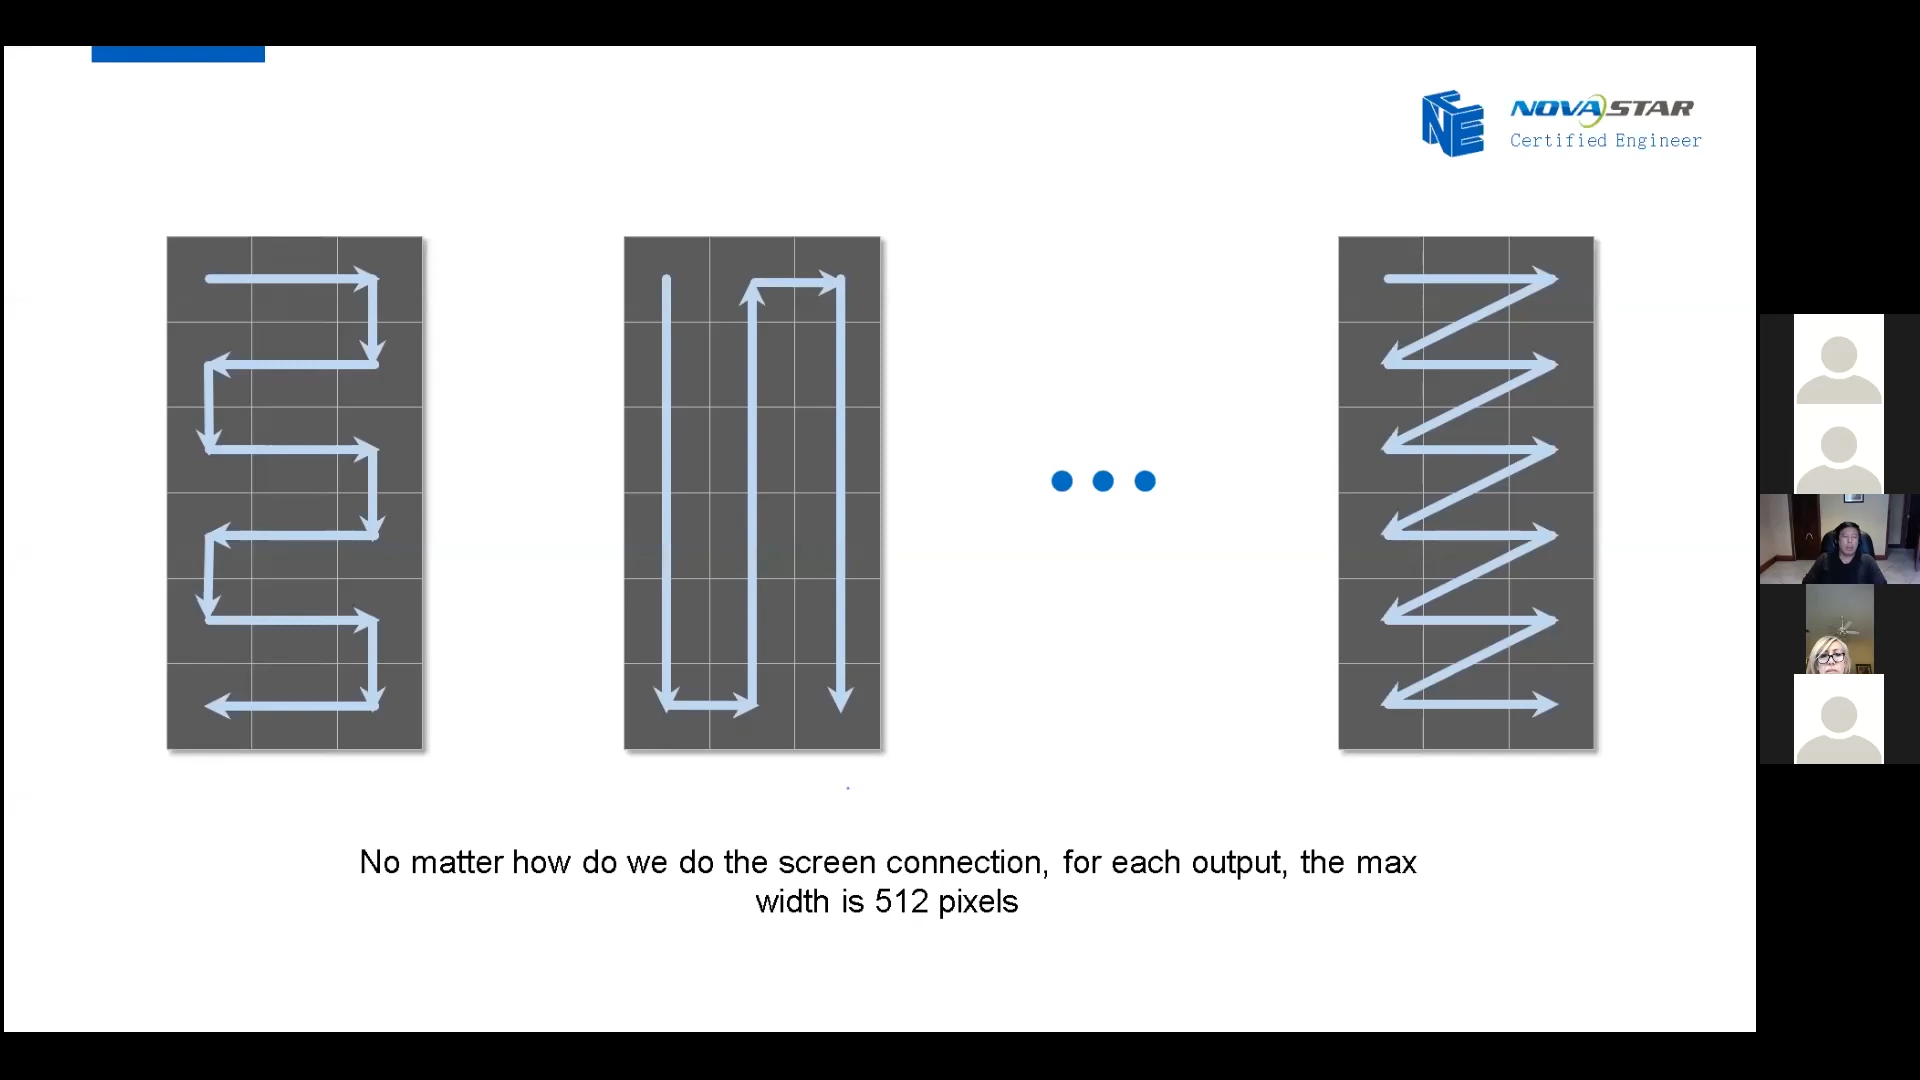 NE
NOVASTAR
Certified Engineer
No matter how do we do the screen connection, for each output, the max
width is 512 pixels